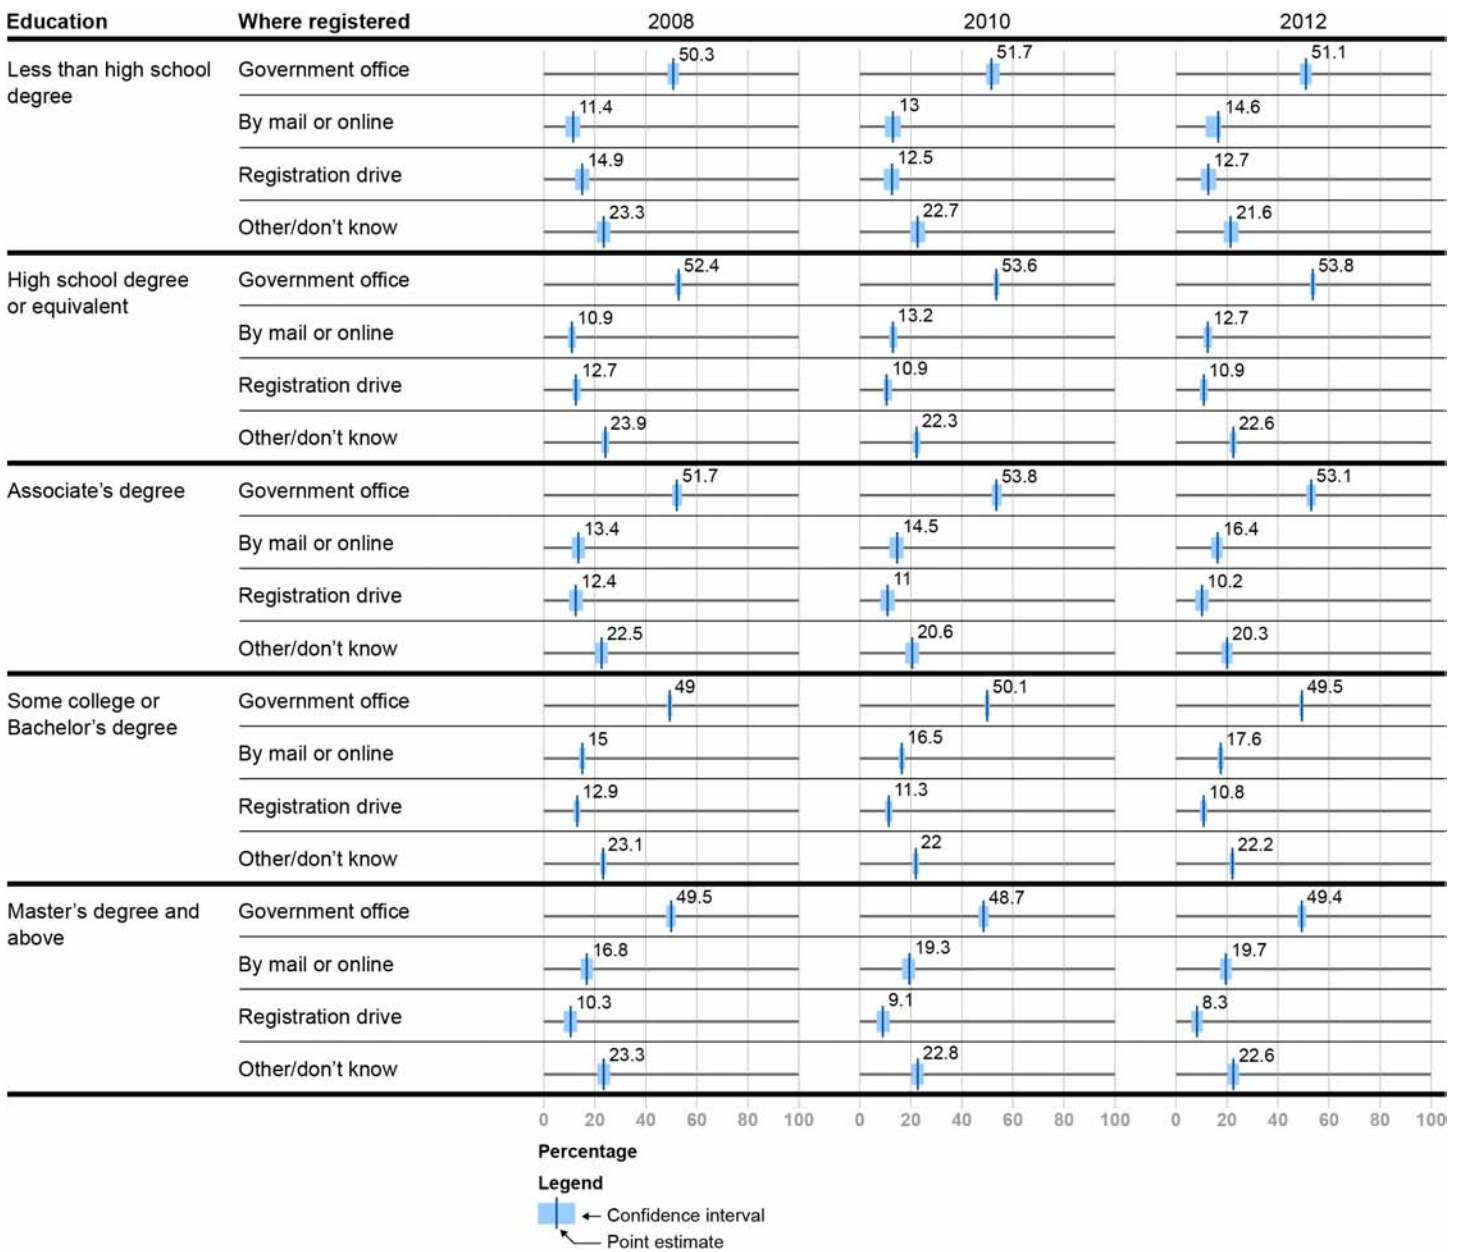 Education Where registered 2008 2010 2012
Less than high school Government office 50.3 51.7 51.1
degree
By mail or online 11.4 13 14.6
Registration drive 14.9 12.5 12.7
Other/don't know 23.3 22.7 21.6
High school degree Government office 52.4 53.6 53.8
or equivalent
By mail or online 10.9 13.2 12.7
Registration drive 12.7 10.9 10.9
Other/don't know 23.9 22.3 22.6
Associate's degree Government office 51.7 53.8 53.1
By mail or online 13.4 14.5 16.4
Registration drive 12.4 11 10.2
Other/don't know 22.5 20.6 20.3
Some college or Government office 49 50.1 49.5
Bachelor's degree
By mail or online 15 16.5 17.6
Registration drive 12.9 11.3 10.8
Other/don't know 23.1 22 22.2
Master's degree and Government office 49.5 48.7 49.4
above
By mail or online 16.8 19.3 19.7
Registration drive 10.3 9.1 8.3
Other/don't know 23.3 22.8 22.6
0 20 40 60 80 100 0 20 40 60 80 100 0 20 40 60 80 100
Percentage
Legend
Confidence interval
Point estimate